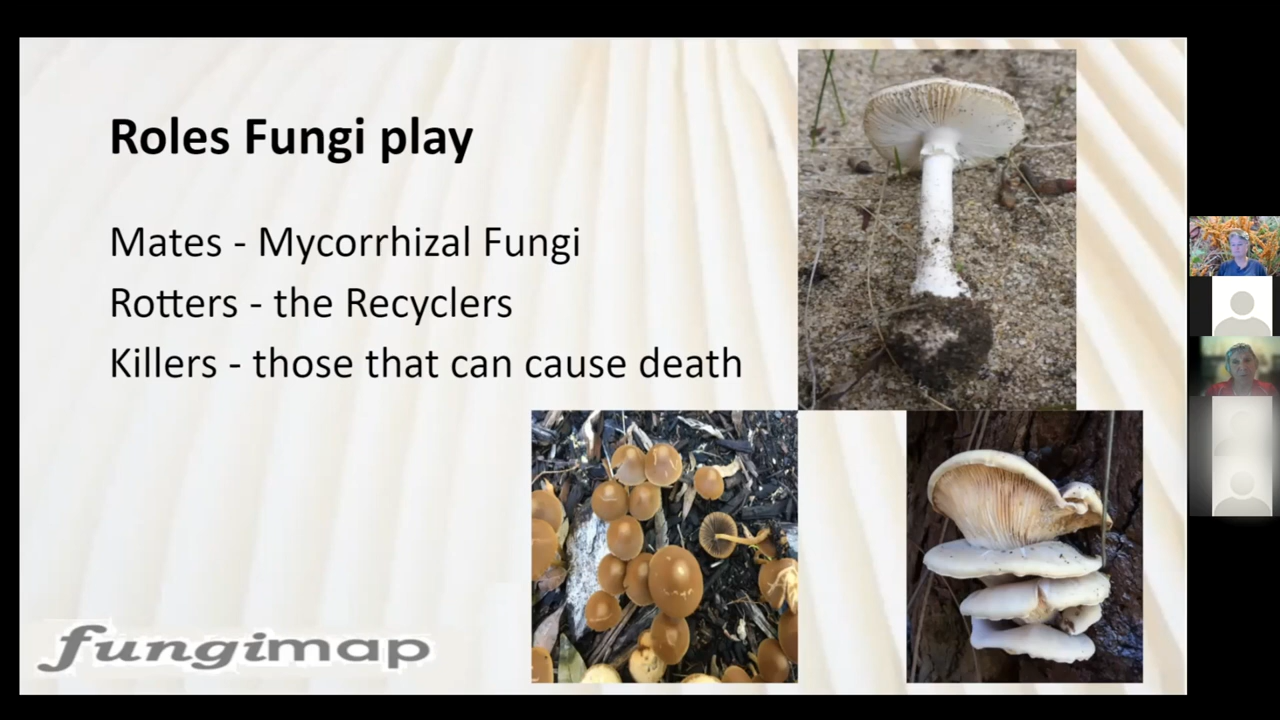 Roles Fungi play
Mates - Mycorrhizal Fungi
Rotters - the Recyclers
Killers - those that can cause death
fungimap